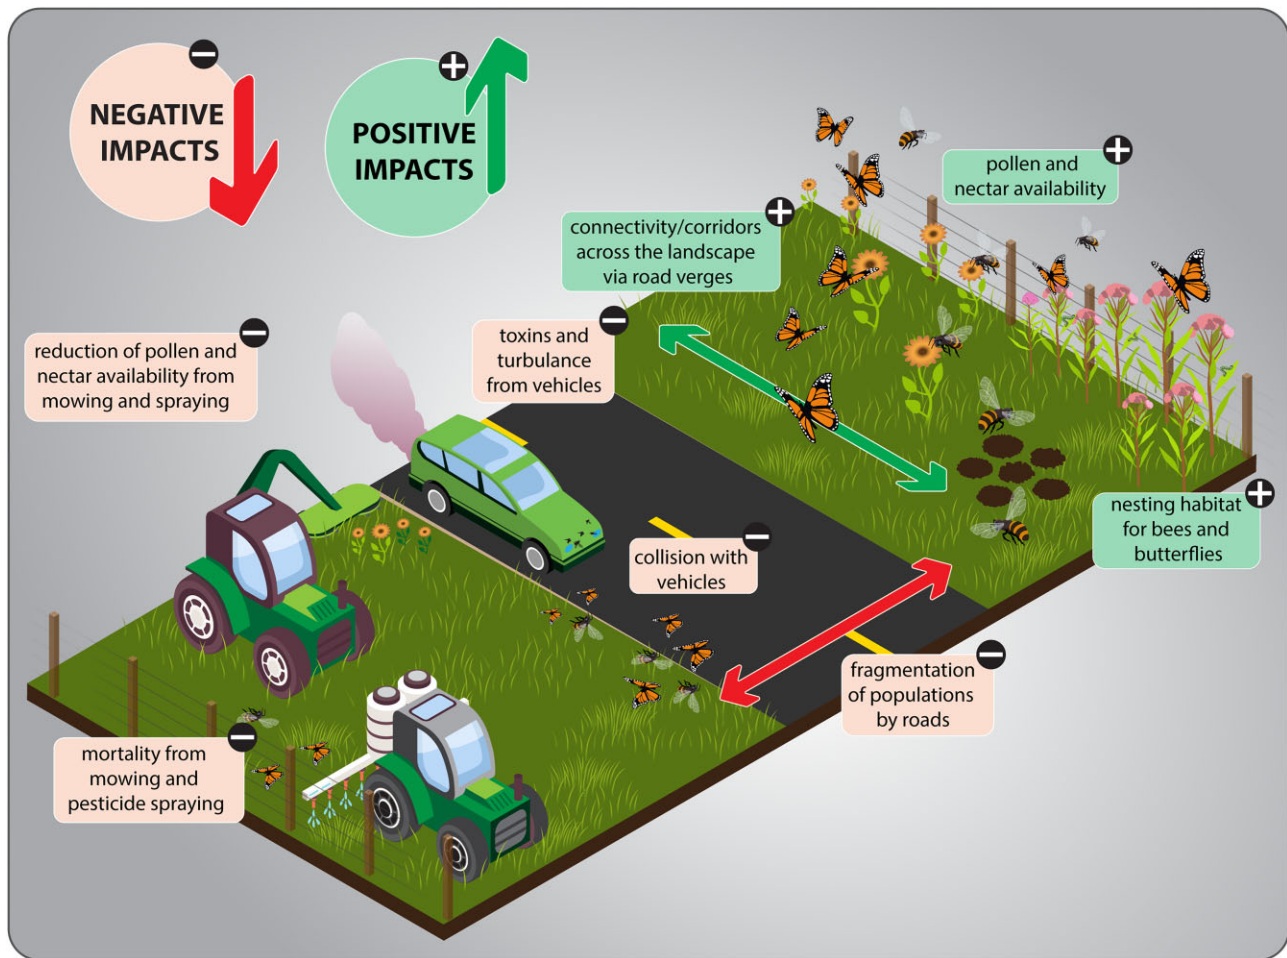 NEGATIVE
IMPACTS
POSITIVE
IMPACTS
pollen and
nectar availability
connectivity/corridors
across the landscape
via road verges
toxins and
turbulance
from vehicles
reduction of pollen and
nectar availability from
mowing and spraying
collision with
vehicles
nesting habitat
for bees and
butterflies
fragmentation
of populations
by roads
mortality from
mowing and
pesticide spraying